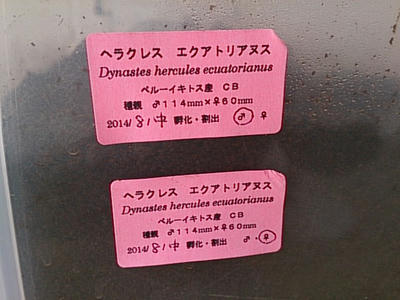 ヘラクレス エクアトリアヌス
Dynastes hercules ecuatorianus
ペルーイキトス産 CB
種親 ♂114mm×♀60mm
2014/8/中 孵化・割出 ♂ ♀
ヘラクレス エクアトリアヌス
Dynastes hercules ecuatorianus
ペルーイキトス産 CB
種親 ♂114mm×♀60mm
2014/8/中 孵化・割出 ♂・♀